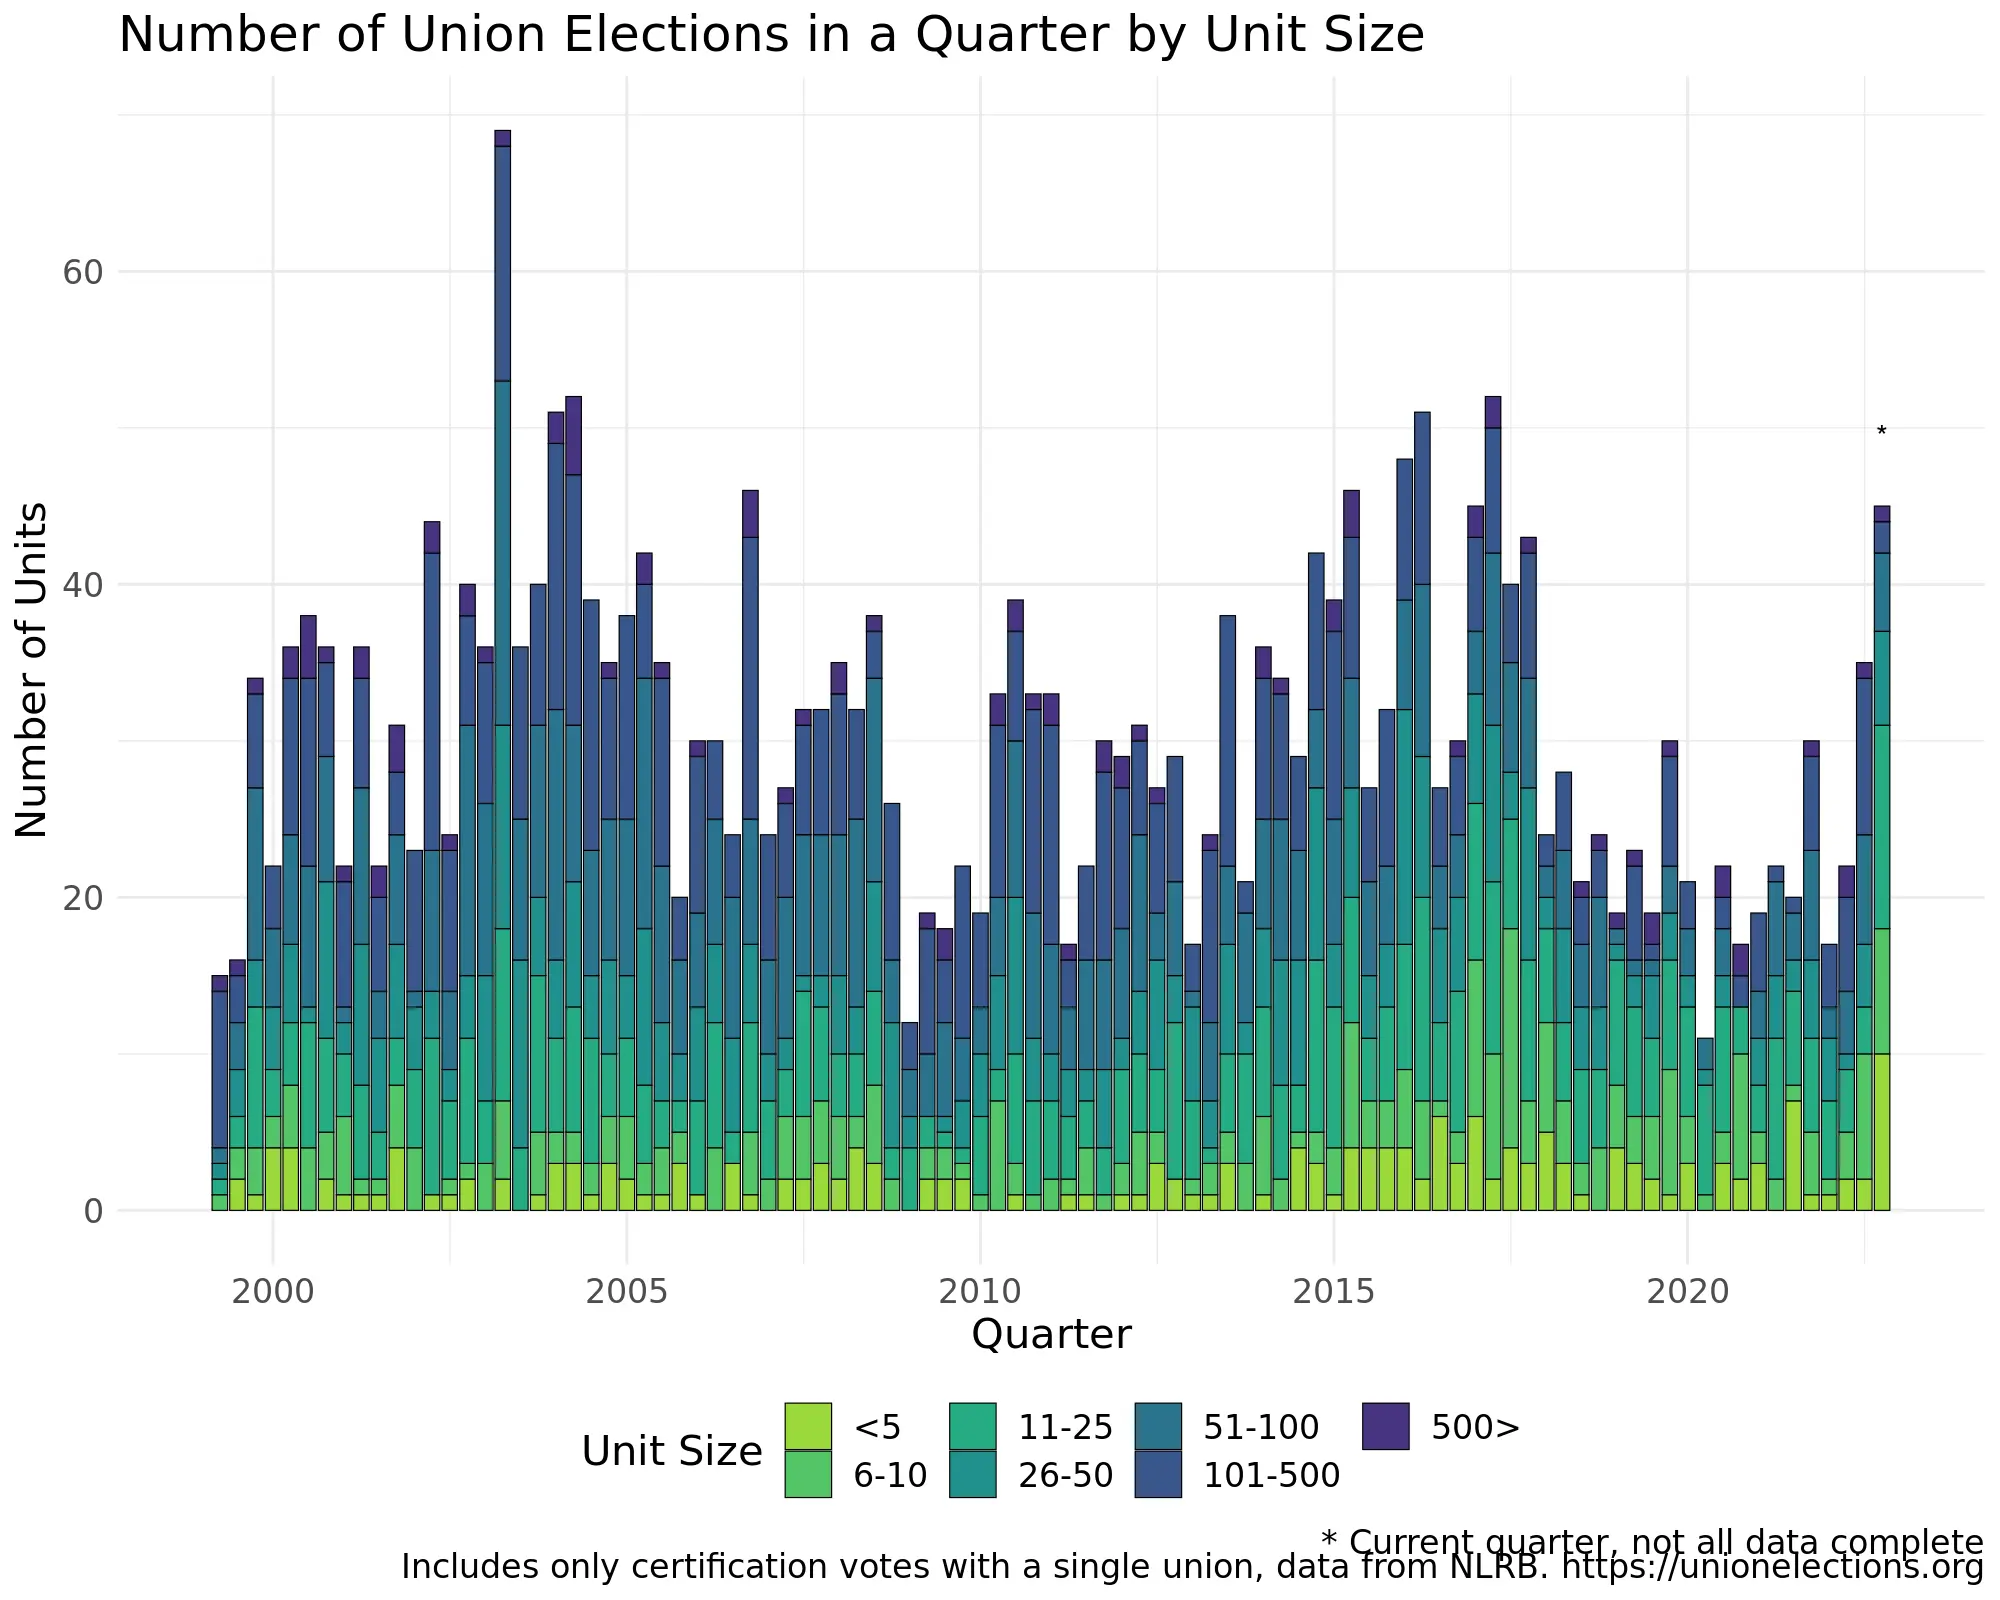 Number of Union Elections in a Quarter by Unit Size
Number of Units
60
40
20
0
*
2000 2005 2010 2015 2020
Quarter
Unit Size
<5 11-25 51-100 500>
6-10 26-50 101-500
* Current quarter, not all data complete
Includes only certification votes with a single union, data from NLRB. https://unionelections.org